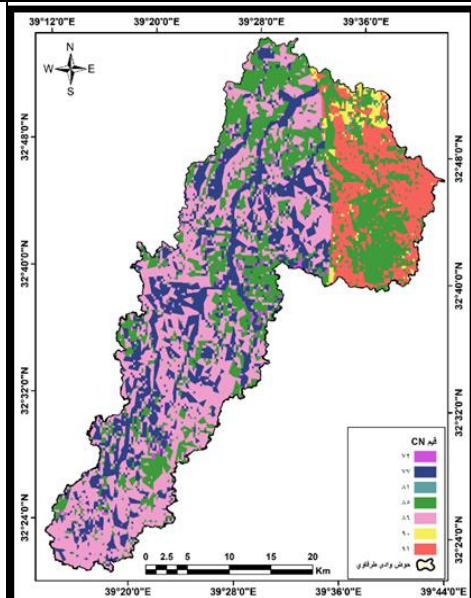 39°12'0"E 39°20'0"E 39°28'0"E 39°36'0"E
N
W E
S
32°48'0"N 32°48'0"N
32°40'0"N 32°40'0"N
32°32'0"N 32°32'0"N
32°24'0"N 32°24'0"N
قيم CN
٧٢
٧٧
٨١
٨٥
٨٦
٩٠
٩١
حوض وادي طرفاوي
0 2.5 5 10 15 20
Km
39°20'0"E 39°28'0"E 39°36'0"E 39°44'0"E